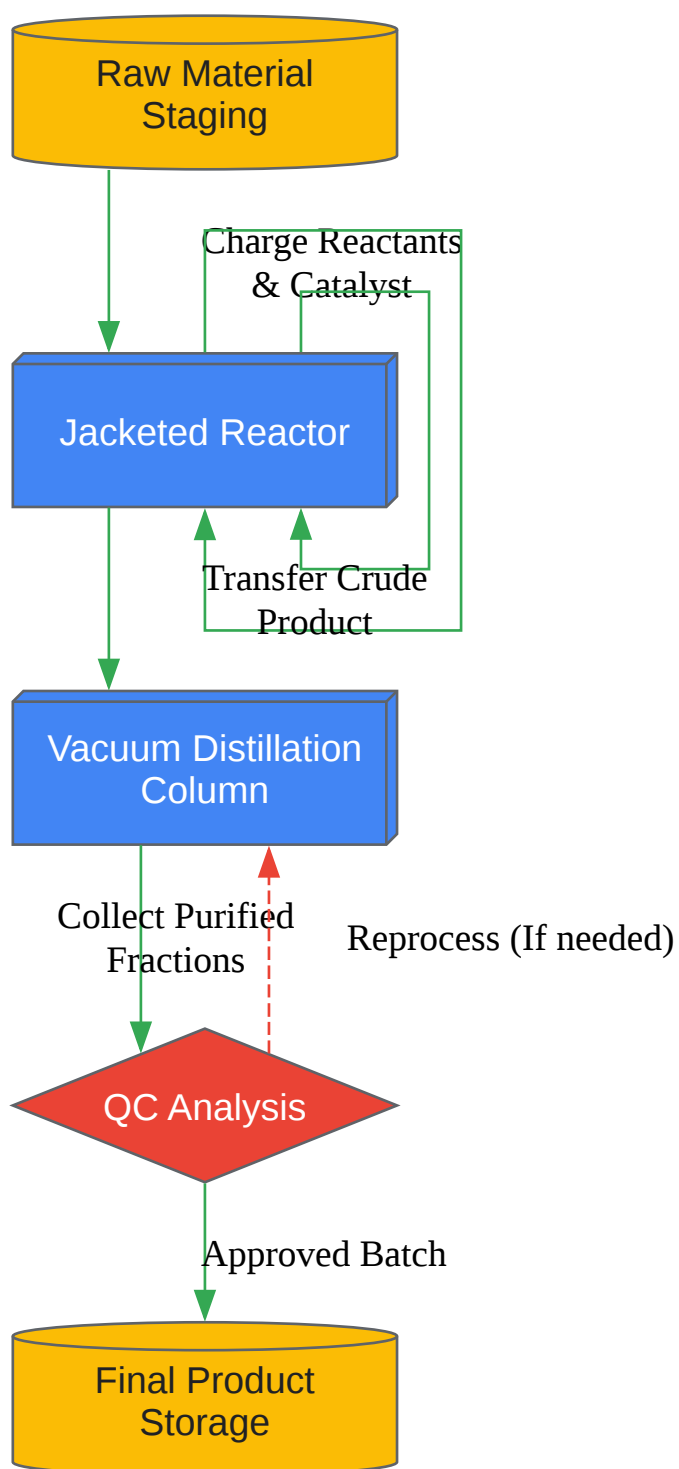 Raw Material
Staging
Charge Reactants
& Catalyst
Jacketed Reactor
Transfer Crude
Product
Vacuum Distillation
Column
Collect Purified
Fractions
Reprocess (If needed)
QC Analysis
Approved Batch
Final Product
Storage